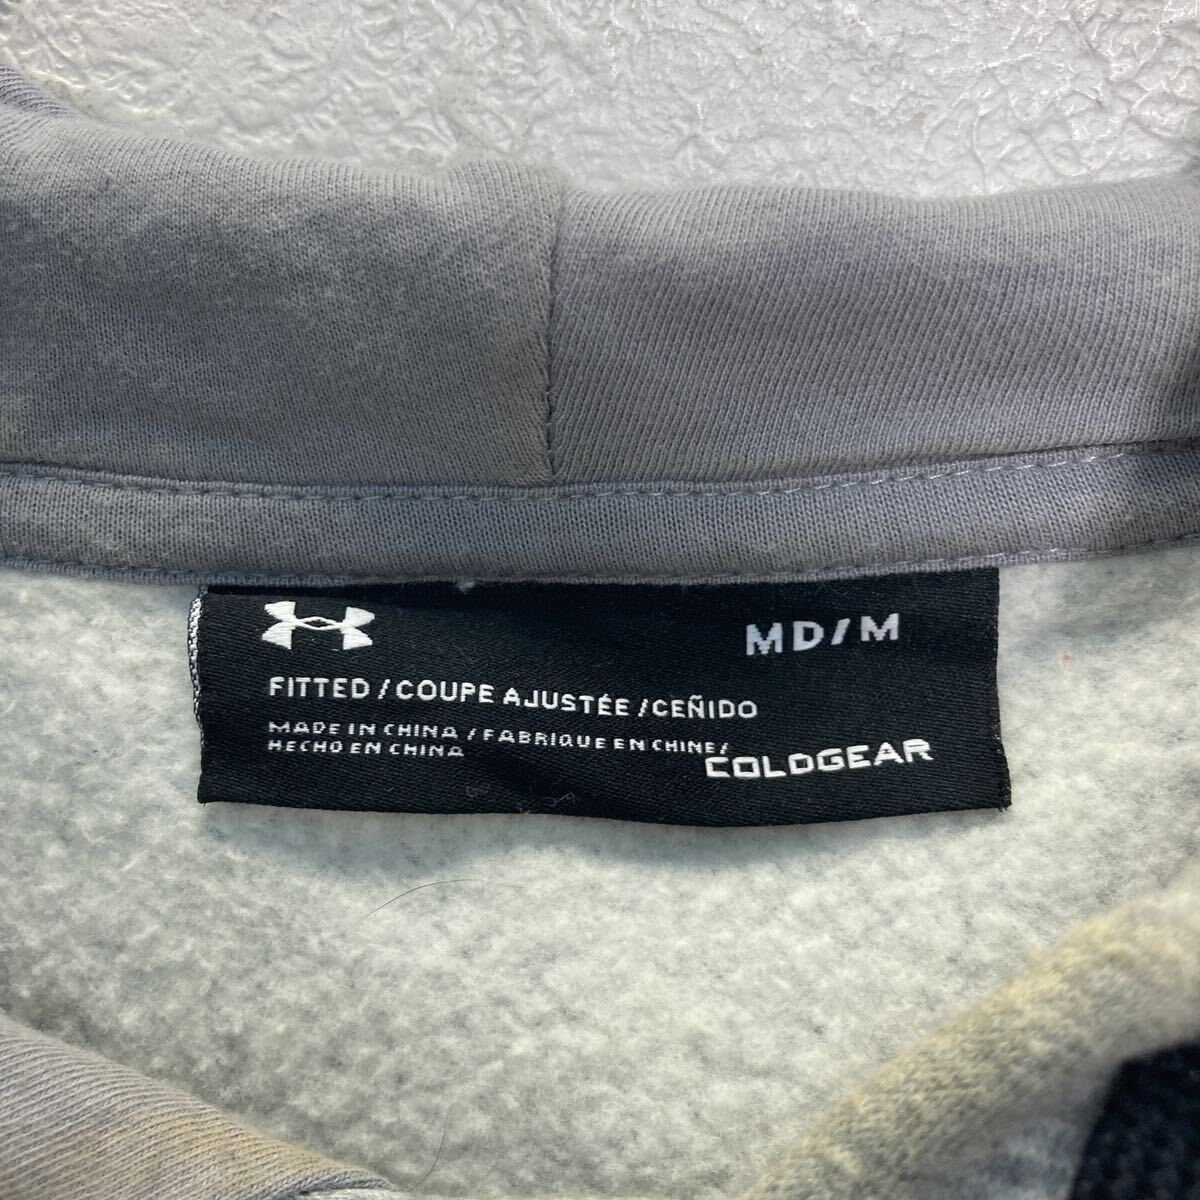 MD/M
FITTED / COUPE AJUSTÉE / CEÑIDO
MADE IN CHINA / FABRIQUE EN CHINE/
HECHO EN CHINA
COLDGEAR